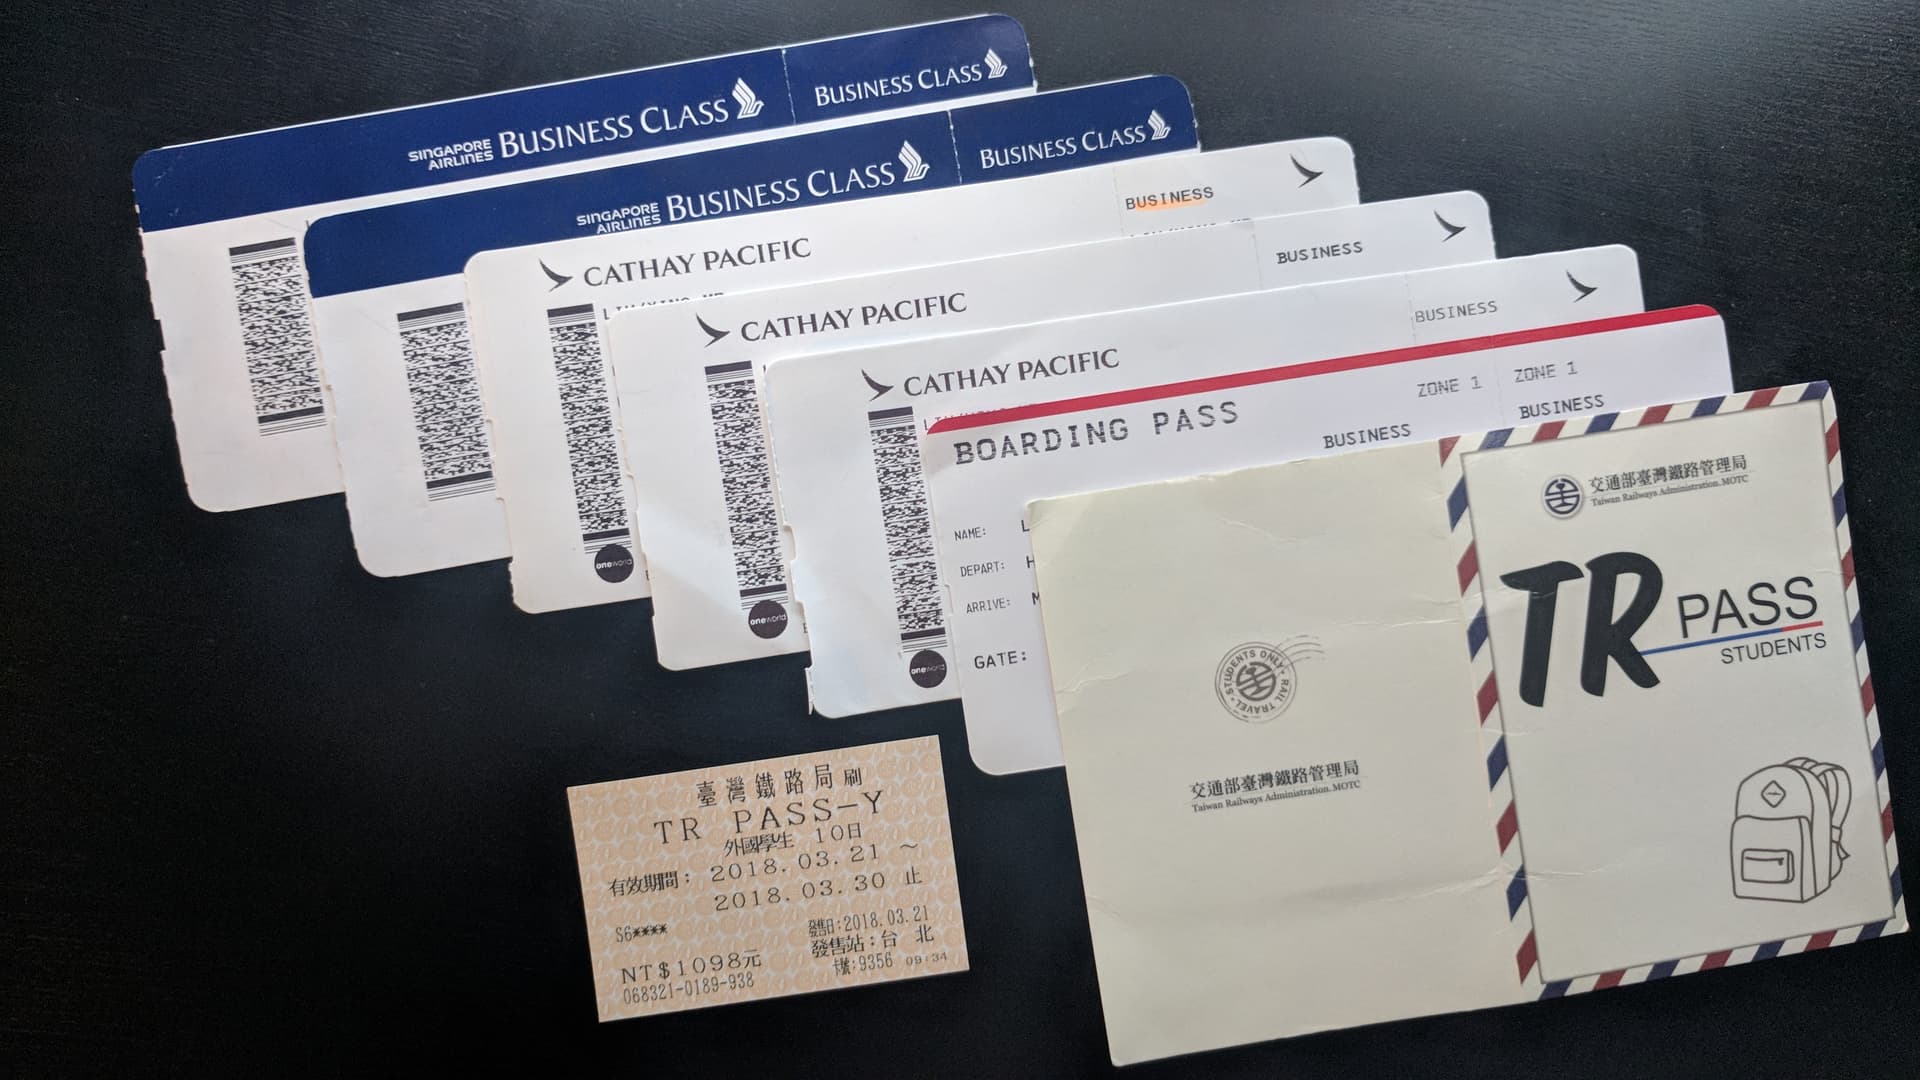 SINGAPORE
AIRLINES
BUSINESS CLASS
BUSINESS CLASS
SINGAPORE
AIRLINES
BUSINESS CLASS
BUSINESS CLASS
CATHAY PACIFIC
BUSINESS
oneworld
CATHAY PACIFIC
BUSINESS
oneworld
CATHAY PACIFIC
BUSINESS
oneworld
BOARDING PASS
ZONE 1
ZONE 1
BUSINESS
BUSINESS
NAME: L
DEPART: H
ARRIVE: M
GATE:
STUDENTS ONLY · RAIL TRAVEL
交通部臺灣鐵路管理局
Taiwan Railways Administration. MOTC
交通部臺灣鐵路管理局
Taiwan Railways Administration. MOTC
TR PASS
STUDENTS
臺灣鐵路局刷
TR PASS-Y
外國學生 10日
有效期間: 2018.03.21 ~
2018.03.30 止
S6****
發售日:2018.03.21
發售站:台 北
NT$1098元
卡號:9356 09:34
068321-0189-938